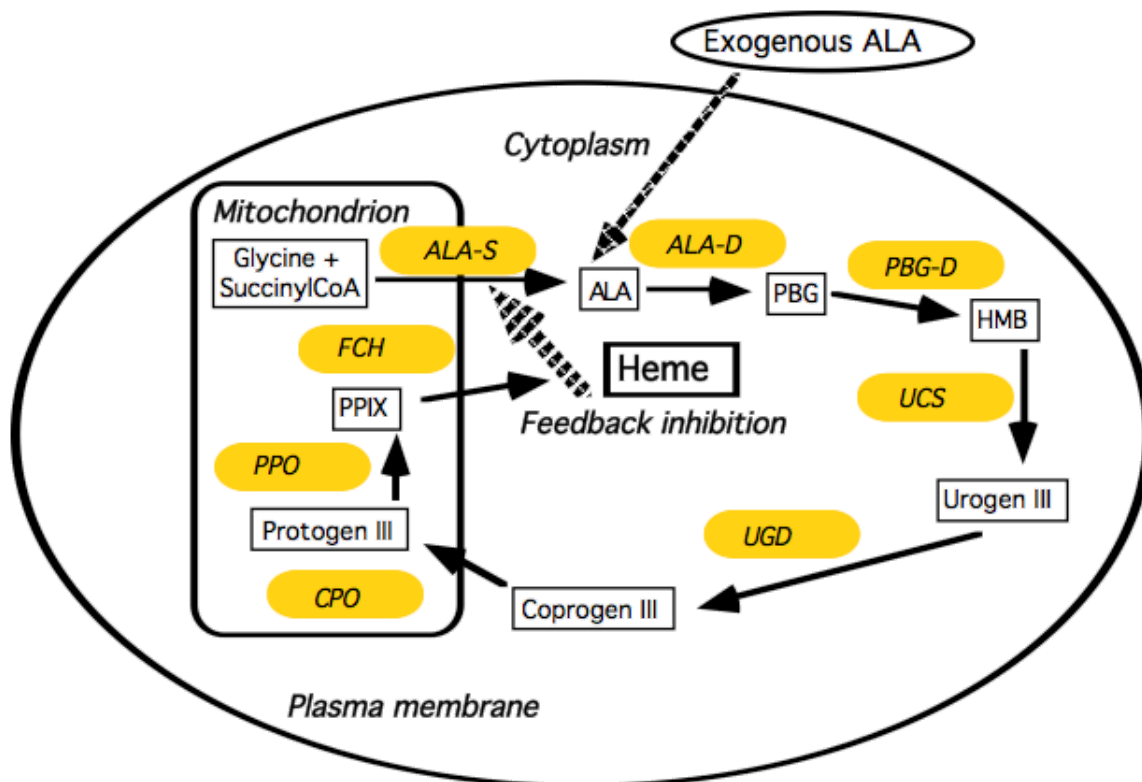 Exogenous ALA
Cytoplasm
Mitochondrion
Glycine +
SuccinylCoA
ALA-S
ALA
ALA-D
PBG
PBG-D
HMB
FCH
Heme
PPIX
Feedback inhibition
UCS
PPO
Urogen III
Protogen III
UGD
CPO
Coprogen III
Plasma membrane